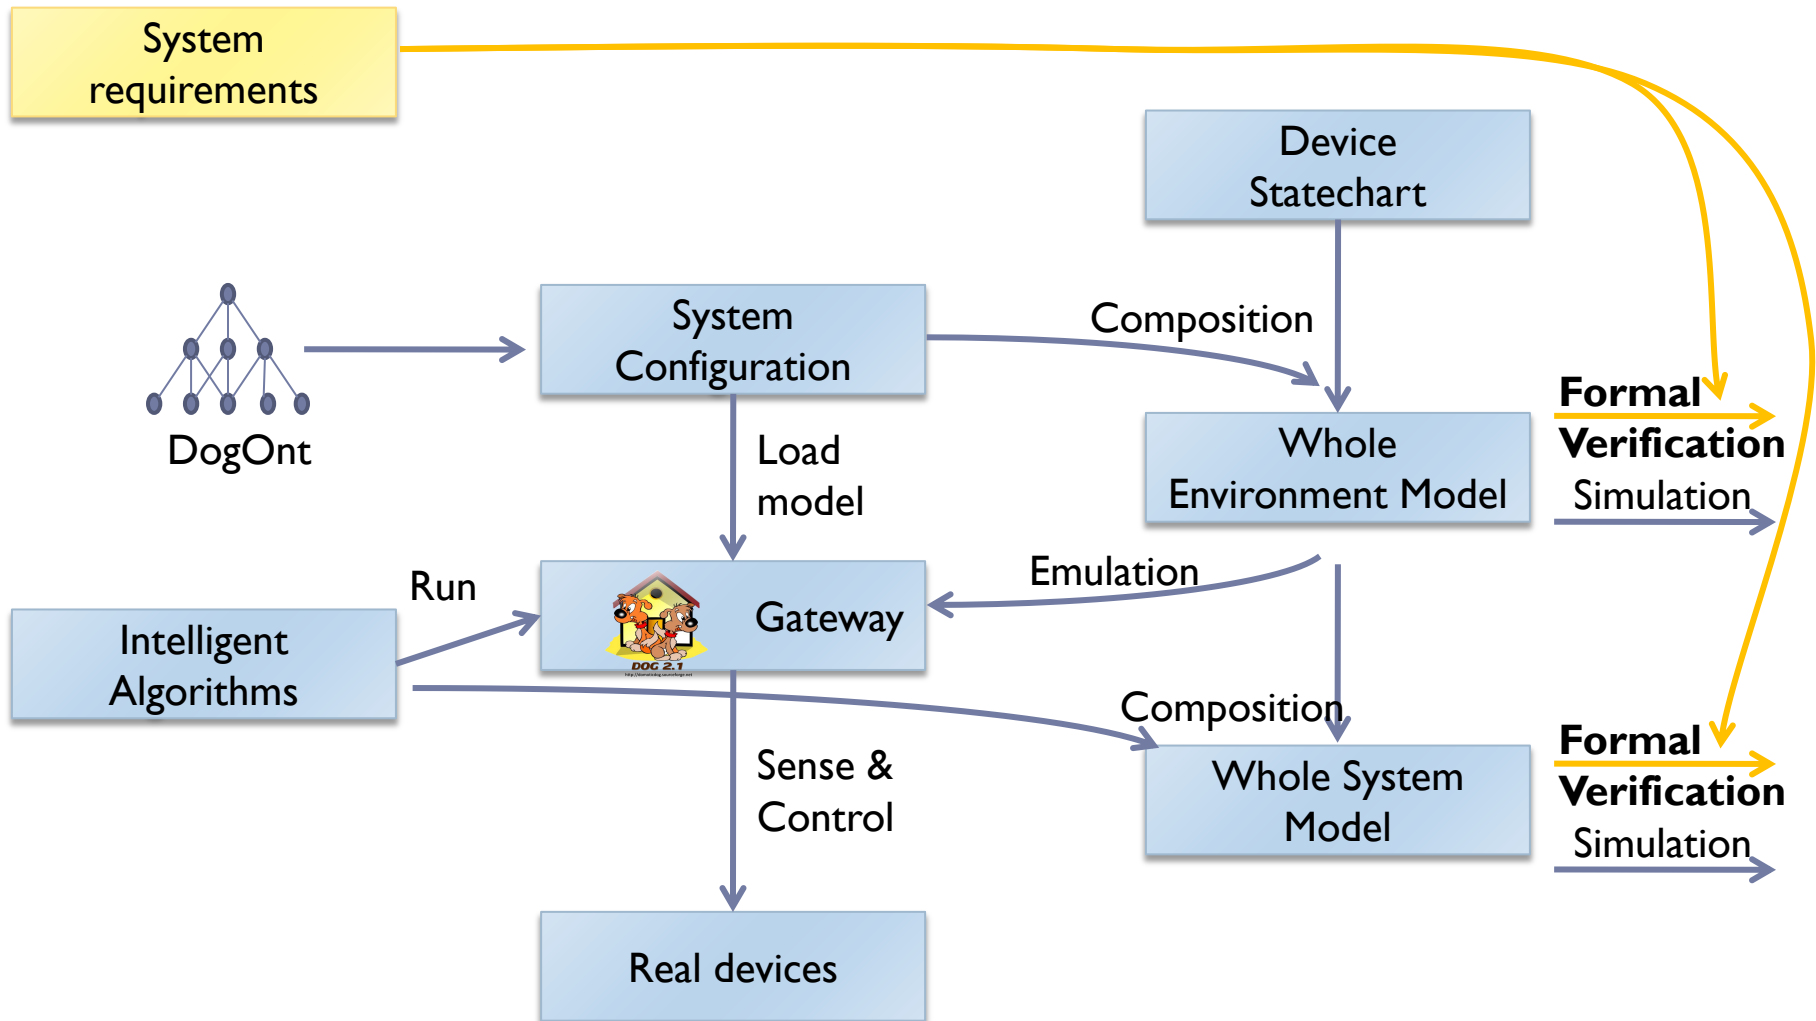 System
requirements
Device
Statechart
System
Configuration
Composition
DogOnt
Load
model
Whole
Environment Model
Formal
Verification
Simulation
Run
Emulation
Gateway
DOG 2.1
Intelligent
Algorithms
Composition
Sense &
Control
Whole System
Model
Formal
Verification
Simulation
Real devices